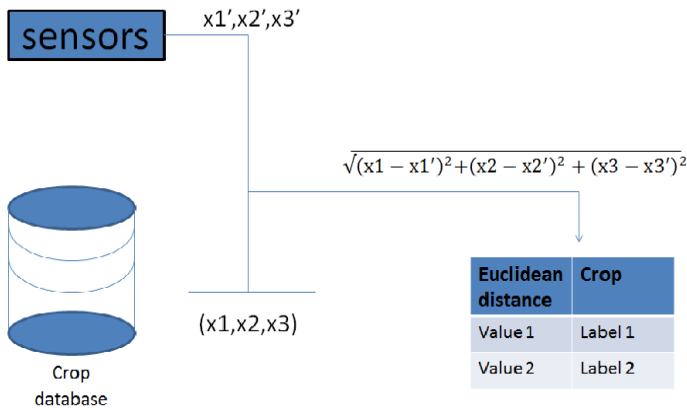 sensors
x1′,x2′,x3′
√(x1 − x1′)²+(x2 − x2′)² + (x3 − x3′)²
(x1,x2,x3)
Crop
database
Euclidean distance Crop
Value 1 Label 1
Value 2 Label 2